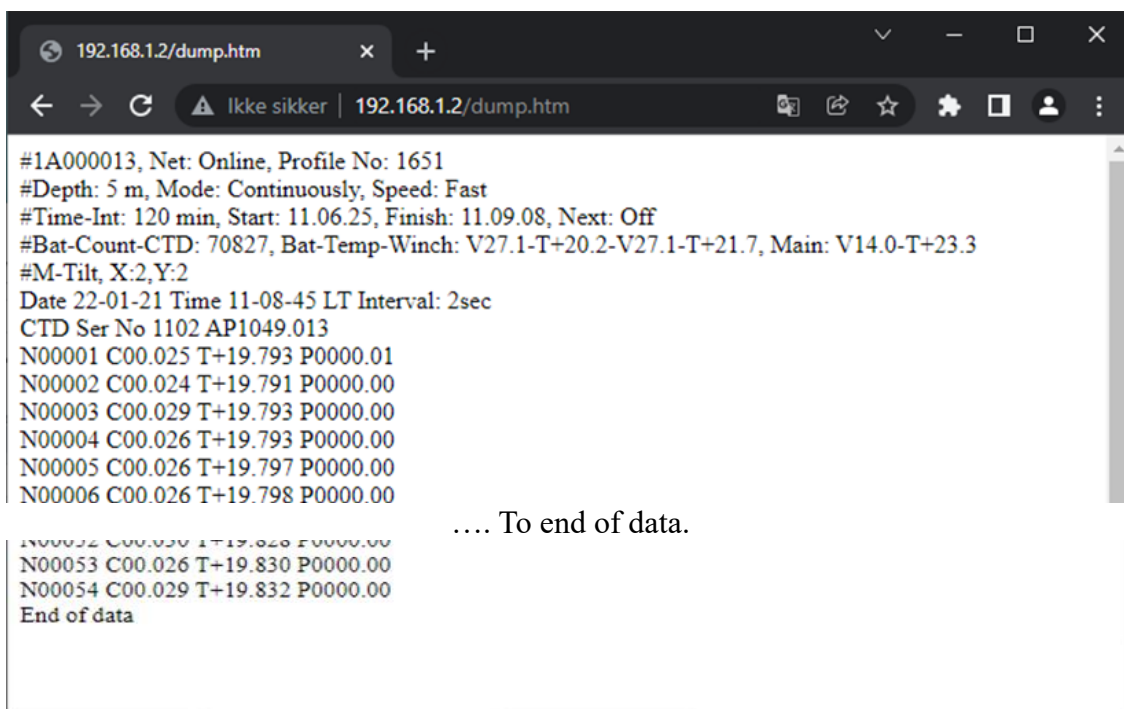 192.168.1.2/dump.htm
Ikke sikker | 192.168.1.2/dump.htm
#1A000013, Net: Online, Profile No: 1651
#Depth: 5 m, Mode: Continuously, Speed: Fast
#Time-Int: 120 min, Start: 11.06.25, Finish: 11.09.08, Next: Off
#Bat-Count-CTD: 70827, Bat-Temp-Winch: V27.1-T+20.2-V27.1-T+21.7, Main: V14.0-T+23.3
#M-Tilt, X:2,Y:2
Date 22-01-21 Time 11-08-45 LT Interval: 2sec
CTD Ser No 1102 AP1049.013
N00001 C00.025 T+19.793 P0000.01
N00002 C00.024 T+19.791 P0000.00
N00003 C00.029 T+19.793 P0000.00
N00004 C00.026 T+19.793 P0000.00
N00005 C00.026 T+19.797 P0000.00
N00006 C00.026 T+19.798 P0000.00
…. To end of data.
N00052 C00.030 T+19.828 P0000.00
N00053 C00.026 T+19.830 P0000.00
N00054 C00.029 T+19.832 P0000.00
End of data